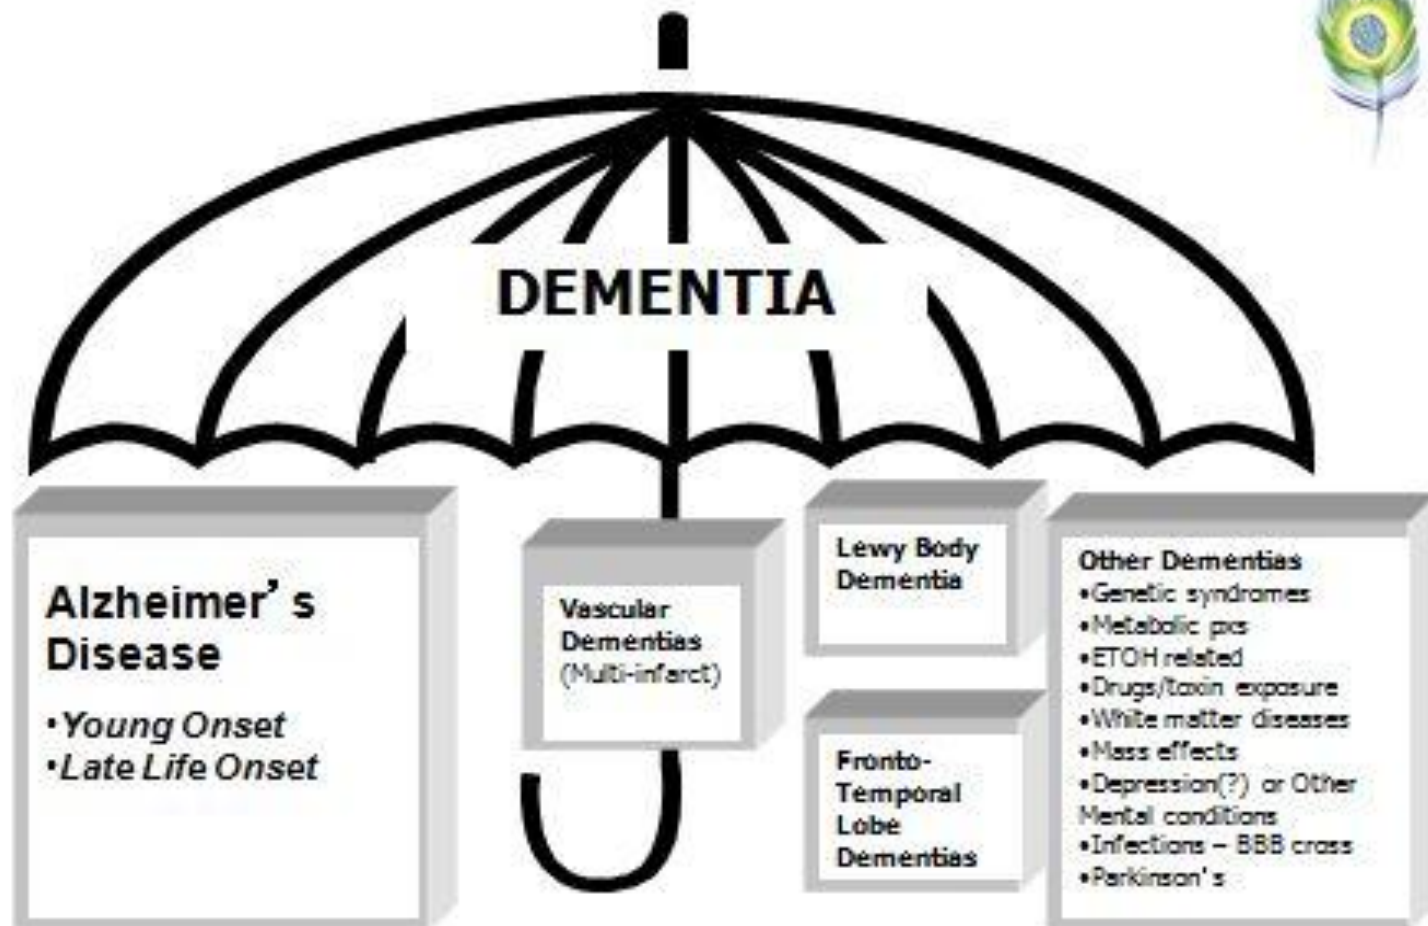 DEMENTIA
Alzheimer’s
Disease
•Young Onset
•Late Life Onset
Vascular
Dementias
(Multi-infarct)
Lewy Body
Dementia
Fronto-
Temporal
Lobe
Dementias
Other Dementias
•Genetic syndromes
•Metabolic pxs
•ETOH related
•Drugs/toxin exposure
•White matter diseases
•Mass effects
•Depression(?) or Other
Mental conditions
•Infections – BBB cross
•Parkinson’s